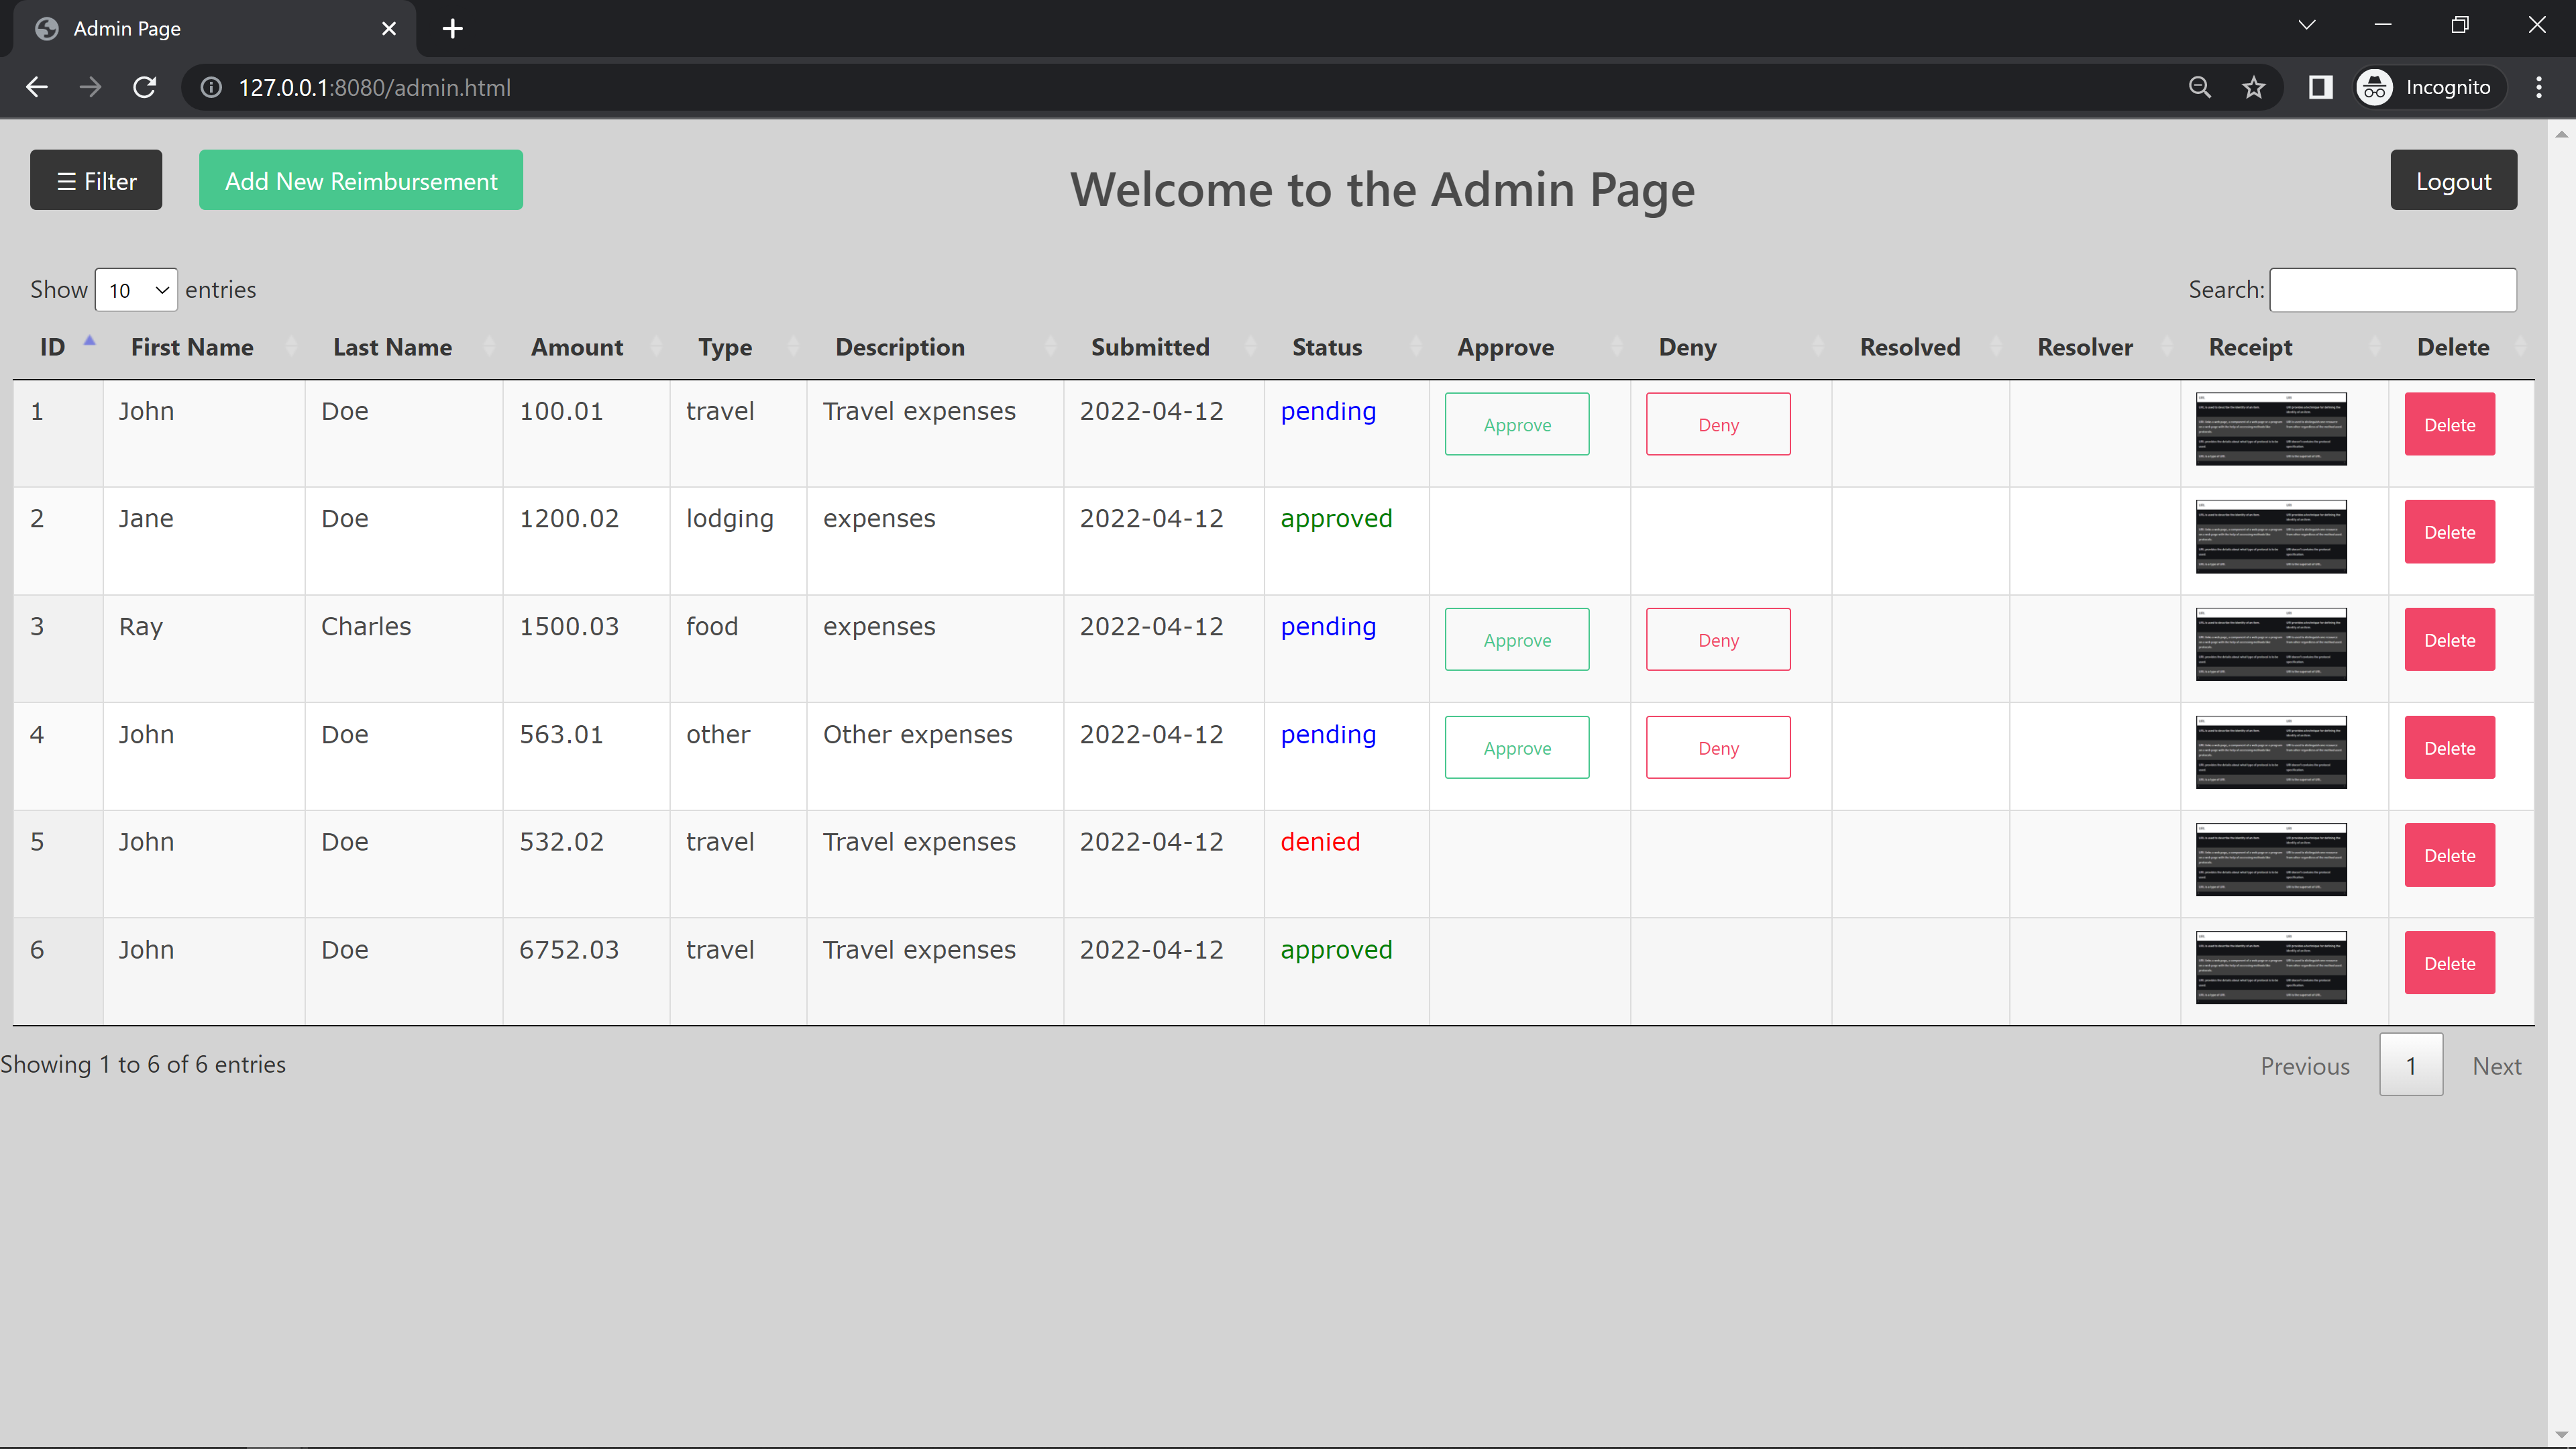 Admin Page
127.0.0.1:8080/admin.html
Incognito
☰ Filter
Add New Reimbursement
Welcome to the Admin Page
Logout
Show 10 entries
Search:
ID First Name Last Name Amount Type Description Submitted Status Approve Deny Resolved Resolver Receipt Delete
1 John Doe 100.01 travel Travel expenses 2022-04-12 pending Approve Deny Delete
2 Jane Doe 1200.02 lodging expenses 2022-04-12 approved Delete
3 Ray Charles 1500.03 food expenses 2022-04-12 pending Approve Deny Delete
4 John Doe 563.01 other Other expenses 2022-04-12 pending Approve Deny Delete
5 John Doe 532.02 travel Travel expenses 2022-04-12 denied Delete
6 John Doe 6752.03 travel Travel expenses 2022-04-12 approved Delete
Showing 1 to 6 of 6 entries
Previous 1 Next